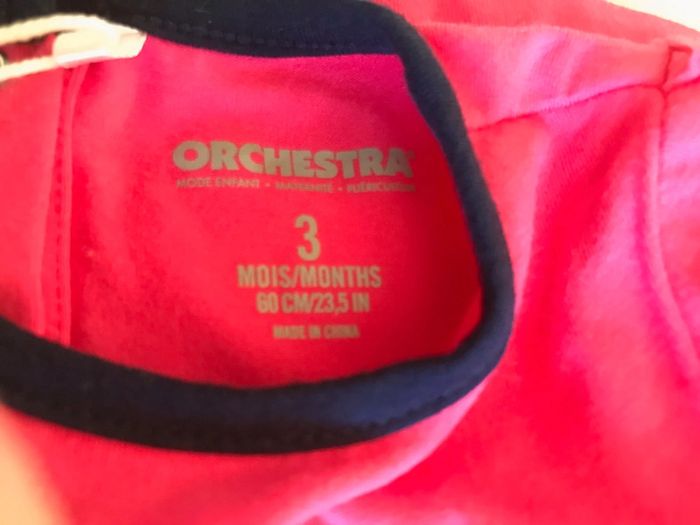 ORCHESTRA
MODE ENFANT • MATERNITÉ • PUÉRICULTURE
3
MOIS/MONTHS
60 CM/23,5 IN
MADE IN CHINA